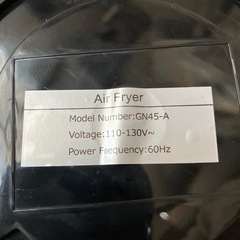 Air Fryer
Model Number:GN45-A
Voltage:110-130V~
Power Frequency:60Hz